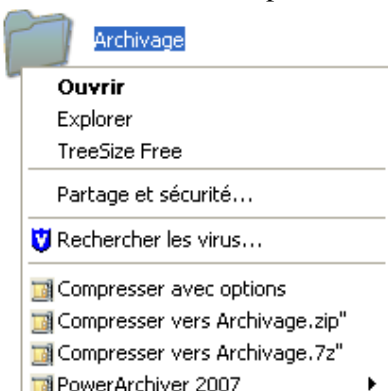 Archivage
Ouvrir
Explorer
TreeSize Free
Partage et sécurité...
Rechercher les virus...
Compresser avec options
Compresser vers Archivage.zip"
Compresser vers Archivage.7z"
PowerArchiver 2007